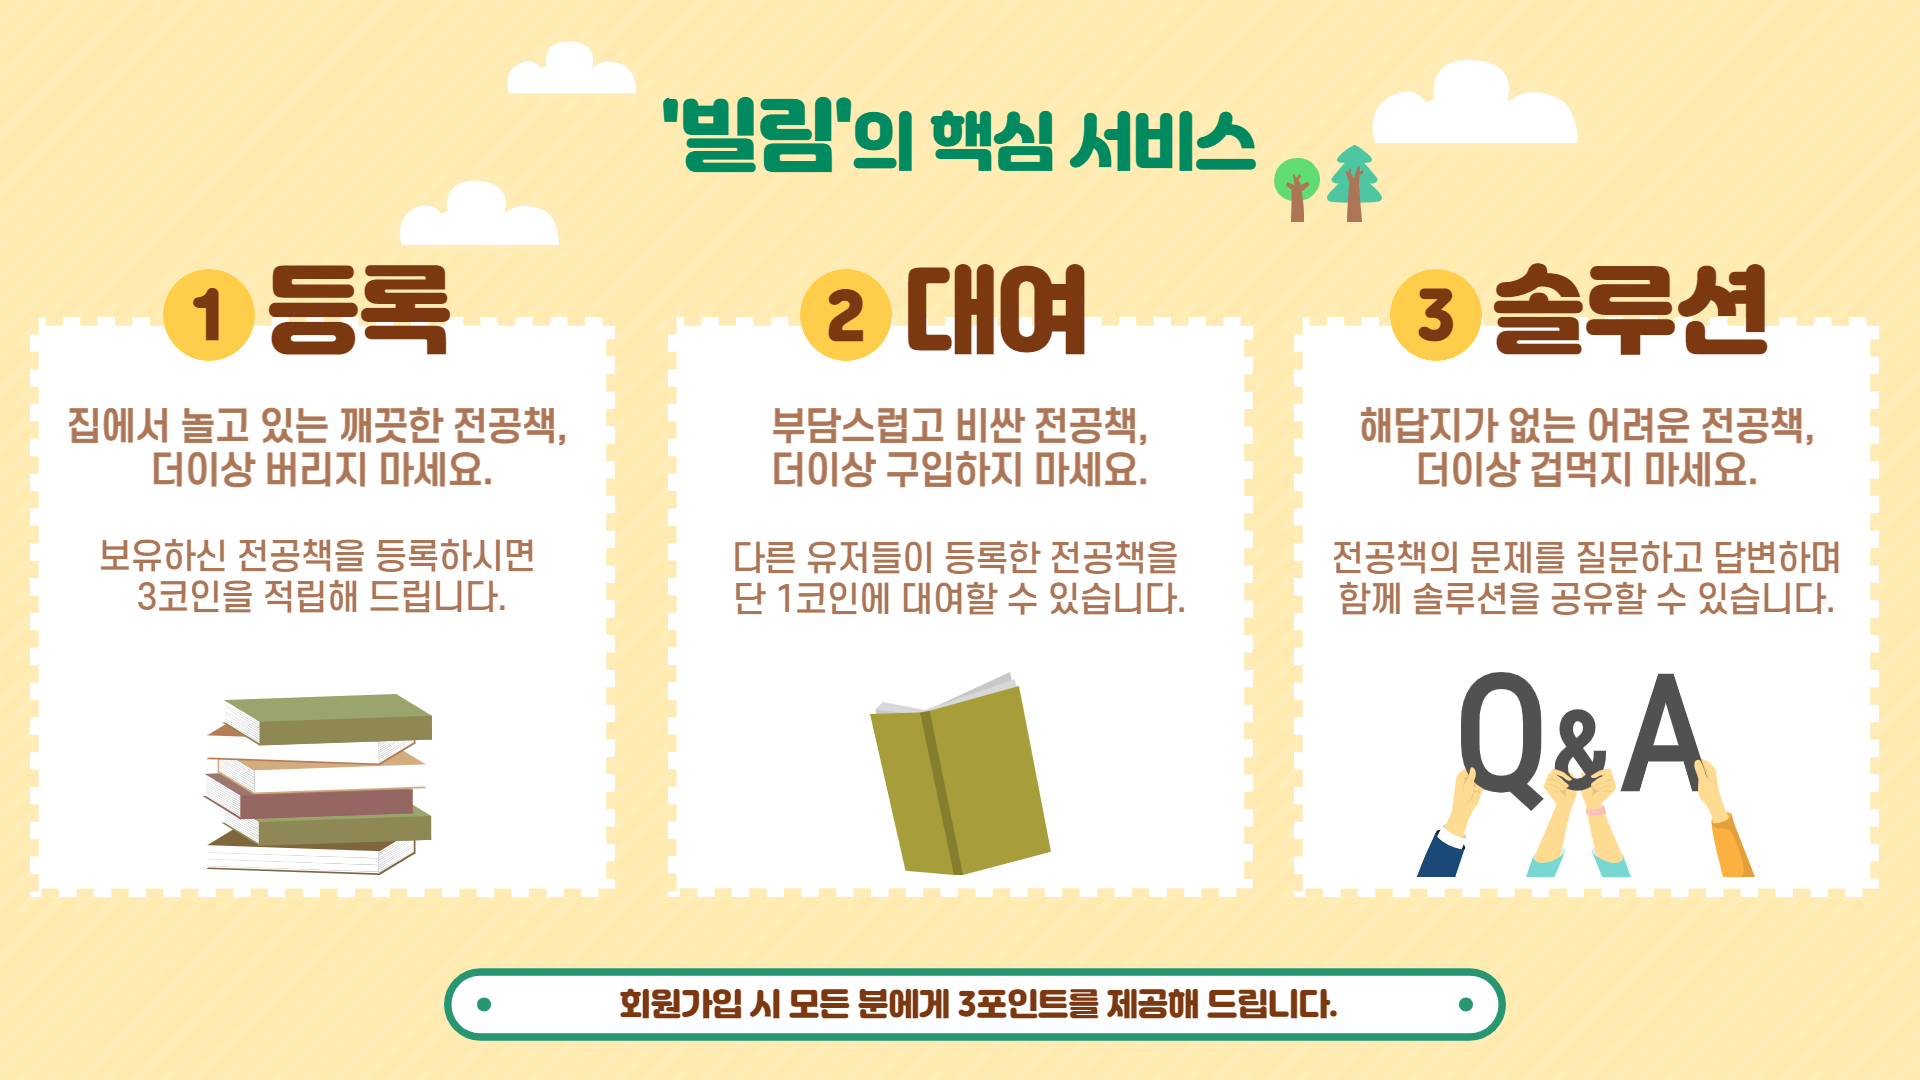 '빌림'의 핵심 서비스
1 등록
집에서 놀고 있는 깨끗한 전공책,
더이상 버리지 마세요.
보유하신 전공책을 등록하시면
3코인을 적립해 드립니다.
2 대여
부담스럽고 비싼 전공책,
더이상 구입하지 마세요.
다른 유저들이 등록한 전공책을
단 1코인에 대여할 수 있습니다.
3 솔루션
해답지가 없는 어려운 전공책,
더이상 겁먹지 마세요.
전공책의 문제를 질문하고 답변하며
함께 솔루션을 공유할 수 있습니다.
Q&A
회원가입 시 모든 분에게 3포인트를 제공해 드립니다.